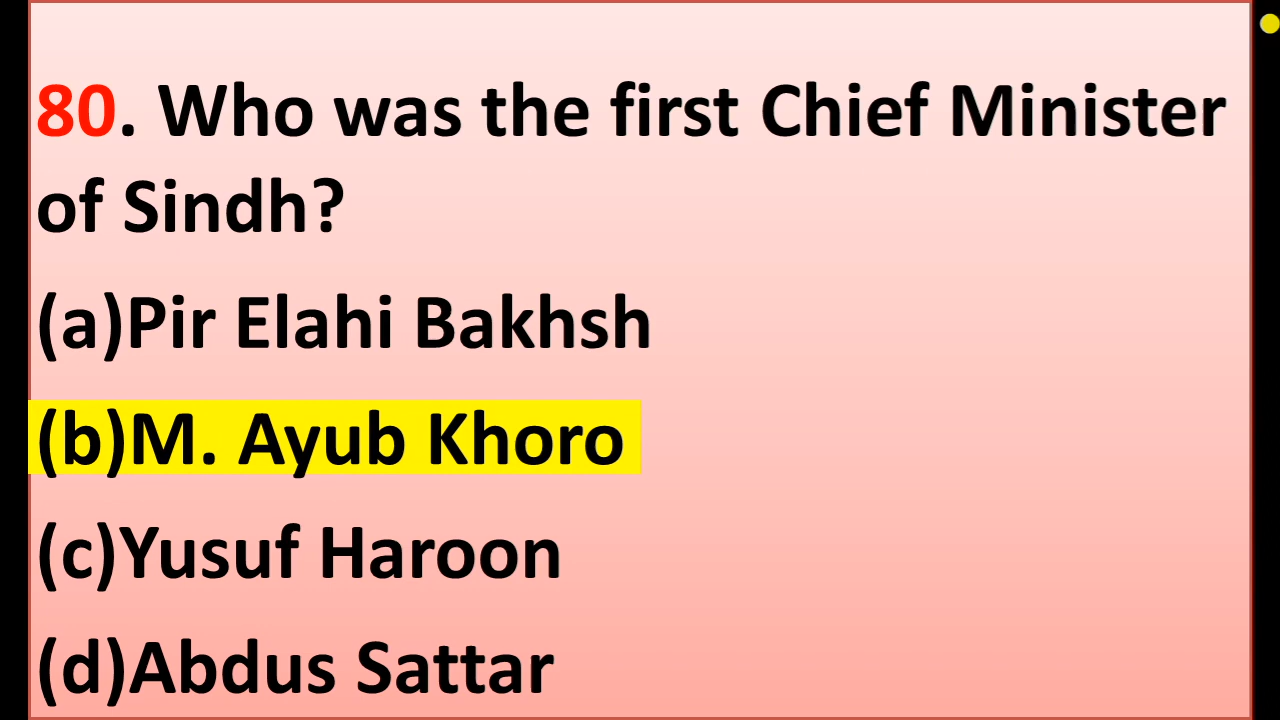 80. Who was the first Chief Minister
of Sindh?
(a)Pir Elahi Bakhsh
(b)M. Ayub Khoro
(c)Yusuf Haroon
(d)Abdus Sattar